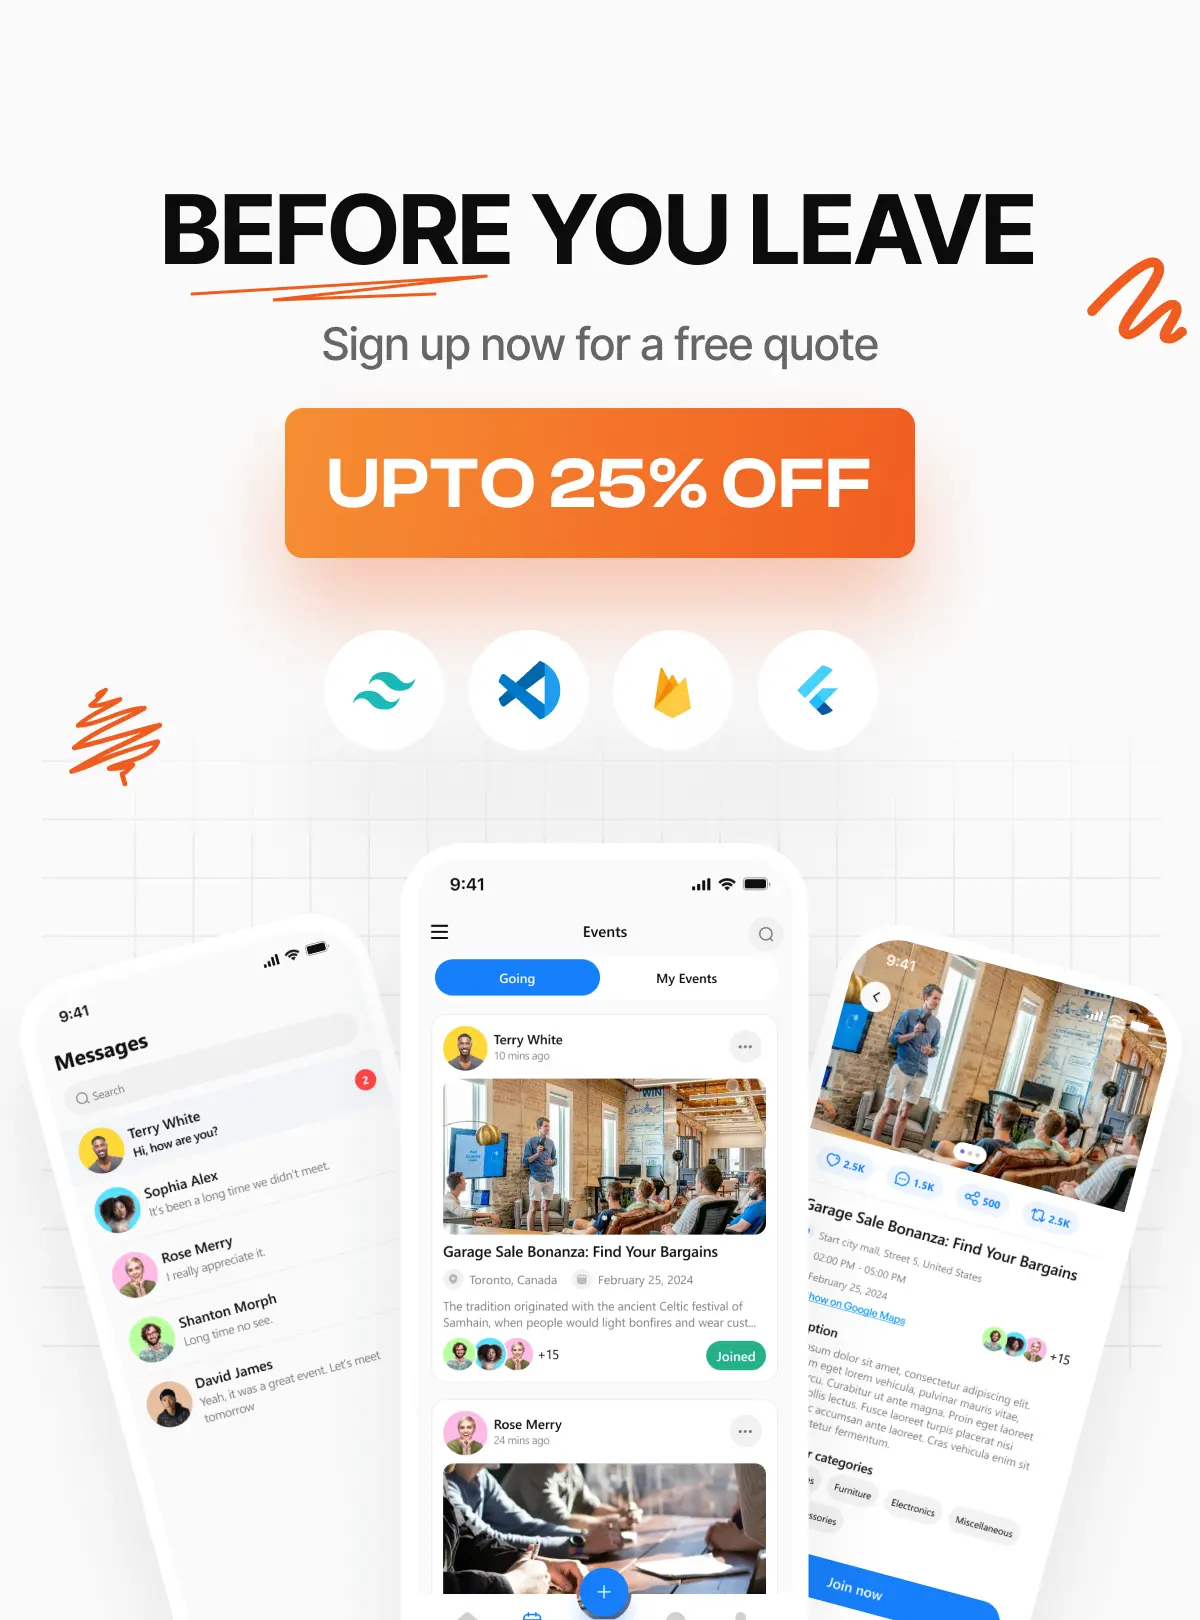 BEFORE YOU LEAVE
Sign up now for a free quote
UPTO 25% OFF
9:41
Messages
Search
2
Terry White
Hi, how are you?
Sophia Alex
It's been a long time we didn't meet.
Rose Merry
I really appreciate it.
Shanton Morph
Long time no see.
David James
Yeah, it was a great event. Let's meet
tomorrow
9:41
Events
Going
My Events
Terry White
10 mins ago
WIN
Garage Sale Bonanza: Find Your Bargains
Toronto, Canada
February 25, 2024
The tradition originated with the ancient Celtic festival of
Samhain, when people would light bonfires and wear cust...
+15
Joined
Rose Merry
24 mins ago
+
9:41
WIN
2.5K
1.5K
500
2.5K
Garage Sale Bonanza: Find Your Bargains
Start city mall, Street 5, United States
02:00 PM - 05:00 PM
February 25, 2024
how on Google Maps
+15
ption
sum dolor sit amet, consectetur adipiscing elit.
m eget lorem vehicula, pulvinar mauris vitae,
rcu. Curabitur ut ante magna. Proin eget laoreet
ollis lectus. Fusce laoreet turpis placerat nisi
c accumsan ante laoreet. Cras vehicula enim sit
tetur fermentum.
r categories
es
Furniture
Electronics
Miscellaneous
ssories
Join now